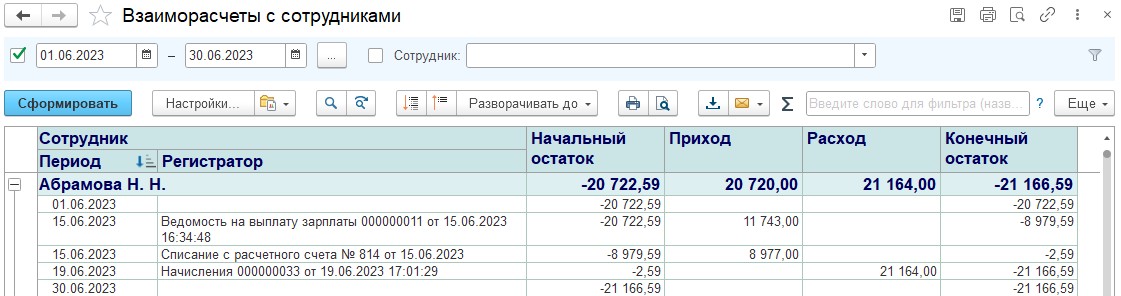 Взаиморасчеты с сотрудниками
01.06.2023 – 30.06.2023 ... Сотрудник:
Сформировать Настройки... Разворачивать до Σ Введите слово для фильтра (назв... ? Еще
Сотрудник Начальный остаток Приход Расход Конечный остаток
Период Регистратор
Абрамова Н. Н. -20 722,59 20 720,00 21 164,00 -21 166,59
01.06.2023 -20 722,59 -20 722,59
15.06.2023 Ведомость на выплату зарплаты 000000011 от 15.06.2023 -20 722,59 11 743,00 -8 979,59
16:34:48
15.06.2023 Списание с расчетного счета № 814 от 15.06.2023 -8 979,59 8 977,00 -2,59
19.06.2023 Начисления 000000033 от 19.06.2023 17:01:29 -2,59 21 164,00 -21 166,59
30.06.2023 -21 166,59 -21 166,59